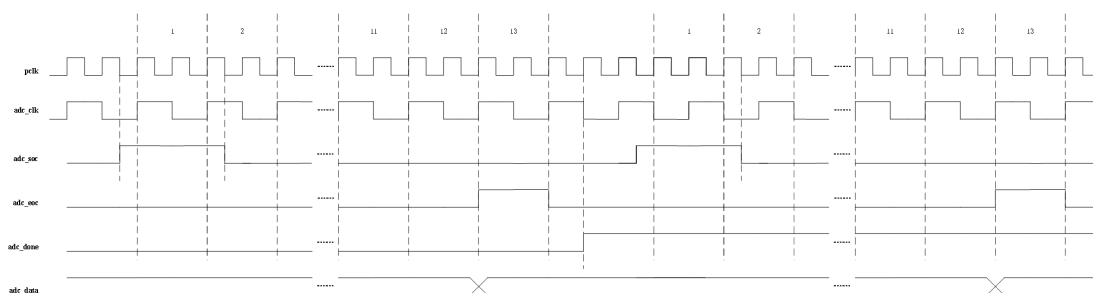 1 2 11 12 13 1 2 11 12 13
pclk
adc_clk
adc_soc
adc_eoc
adc_done
adc_data